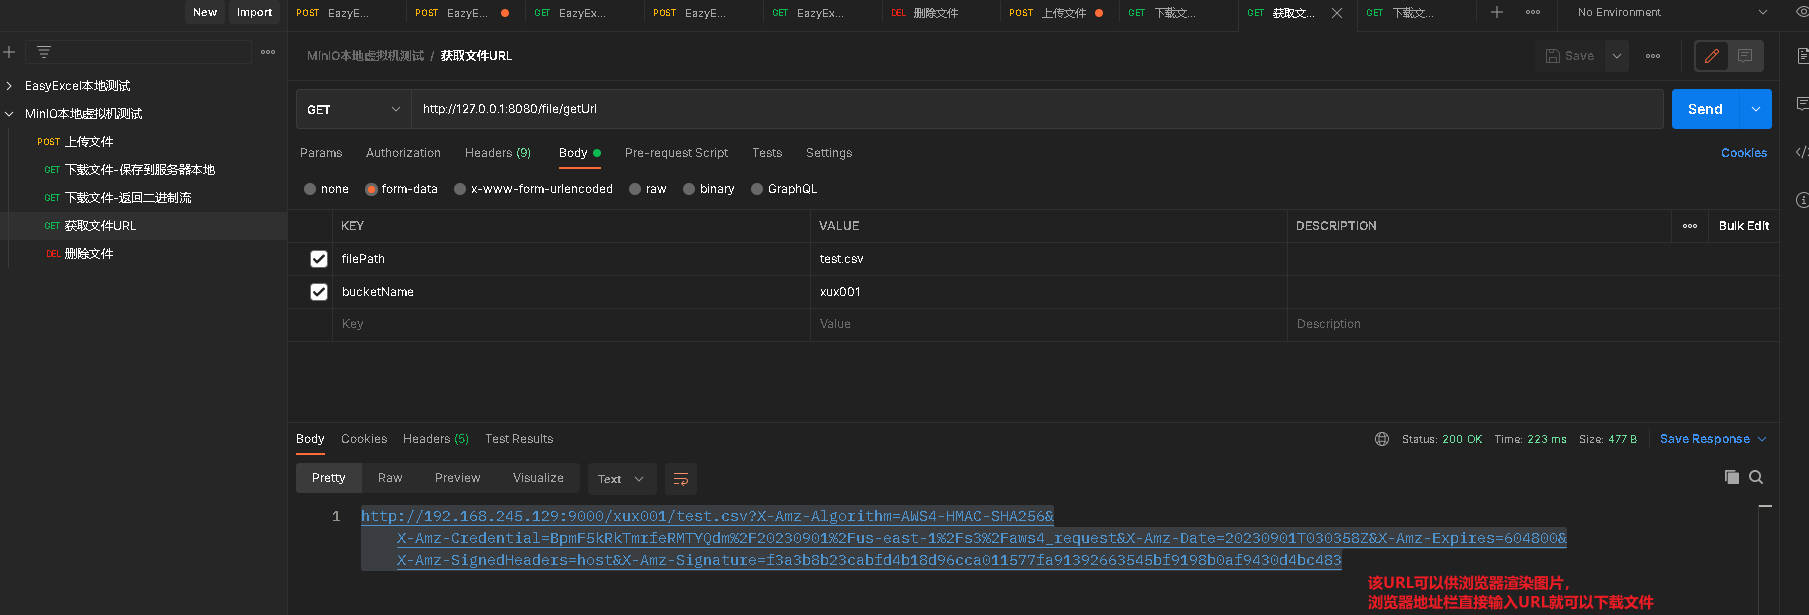 New Import
POST EazyE... POST EazyE... GET EazyEx... POST EazyE... GET EazyEx... DEL 删除文件 POST 上传文件 GET 下载文... GET 获取文... GET 下载文... No Environment
MinIO本地虚拟机测试 / 获取文件URL Save
EasyExcel本地测试
MinIO本地虚拟机测试
POST 上传文件
GET 下载文件-保存到服务器本地
GET 下载文件-返回二进制流
GET 获取文件URL
DEL 删除文件
GET http://127.0.0.1:8080/file/getUrl Send
Params Authorization Headers (9) Body Pre-request Script Tests Settings Cookies
none form-data x-www-form-urlencoded raw binary GraphQL
KEY VALUE DESCRIPTION Bulk Edit
filePath test.csv
bucketName xux001
Key Value Description
Body Cookies Headers (5) Test Results Status: 200 OK Time: 223 ms Size: 477 B Save Response
Pretty Raw Preview Visualize Text
1 http://192.168.245.129:9000/xux001/test.csv?X-Amz-Algorithm=AWS4-HMAC-SHA256&
X-Amz-Credential=BpmF5kRkTmrfeRMTYQdm%2F20230901%2Fus-east-1%2Fs3%2Faws4_request&X-Amz-Date=20230901T030358Z&X-Amz-Expires=604800&
X-Amz-SignedHeaders=host&X-Amz-Signature=f3a3b8b23cabfd4b18d96cca011577fa91392663545bf9198b0af9430d4bc483
该URL可以供浏览器渲染图片，
浏览器地址栏直接输入URL就可以下载文件